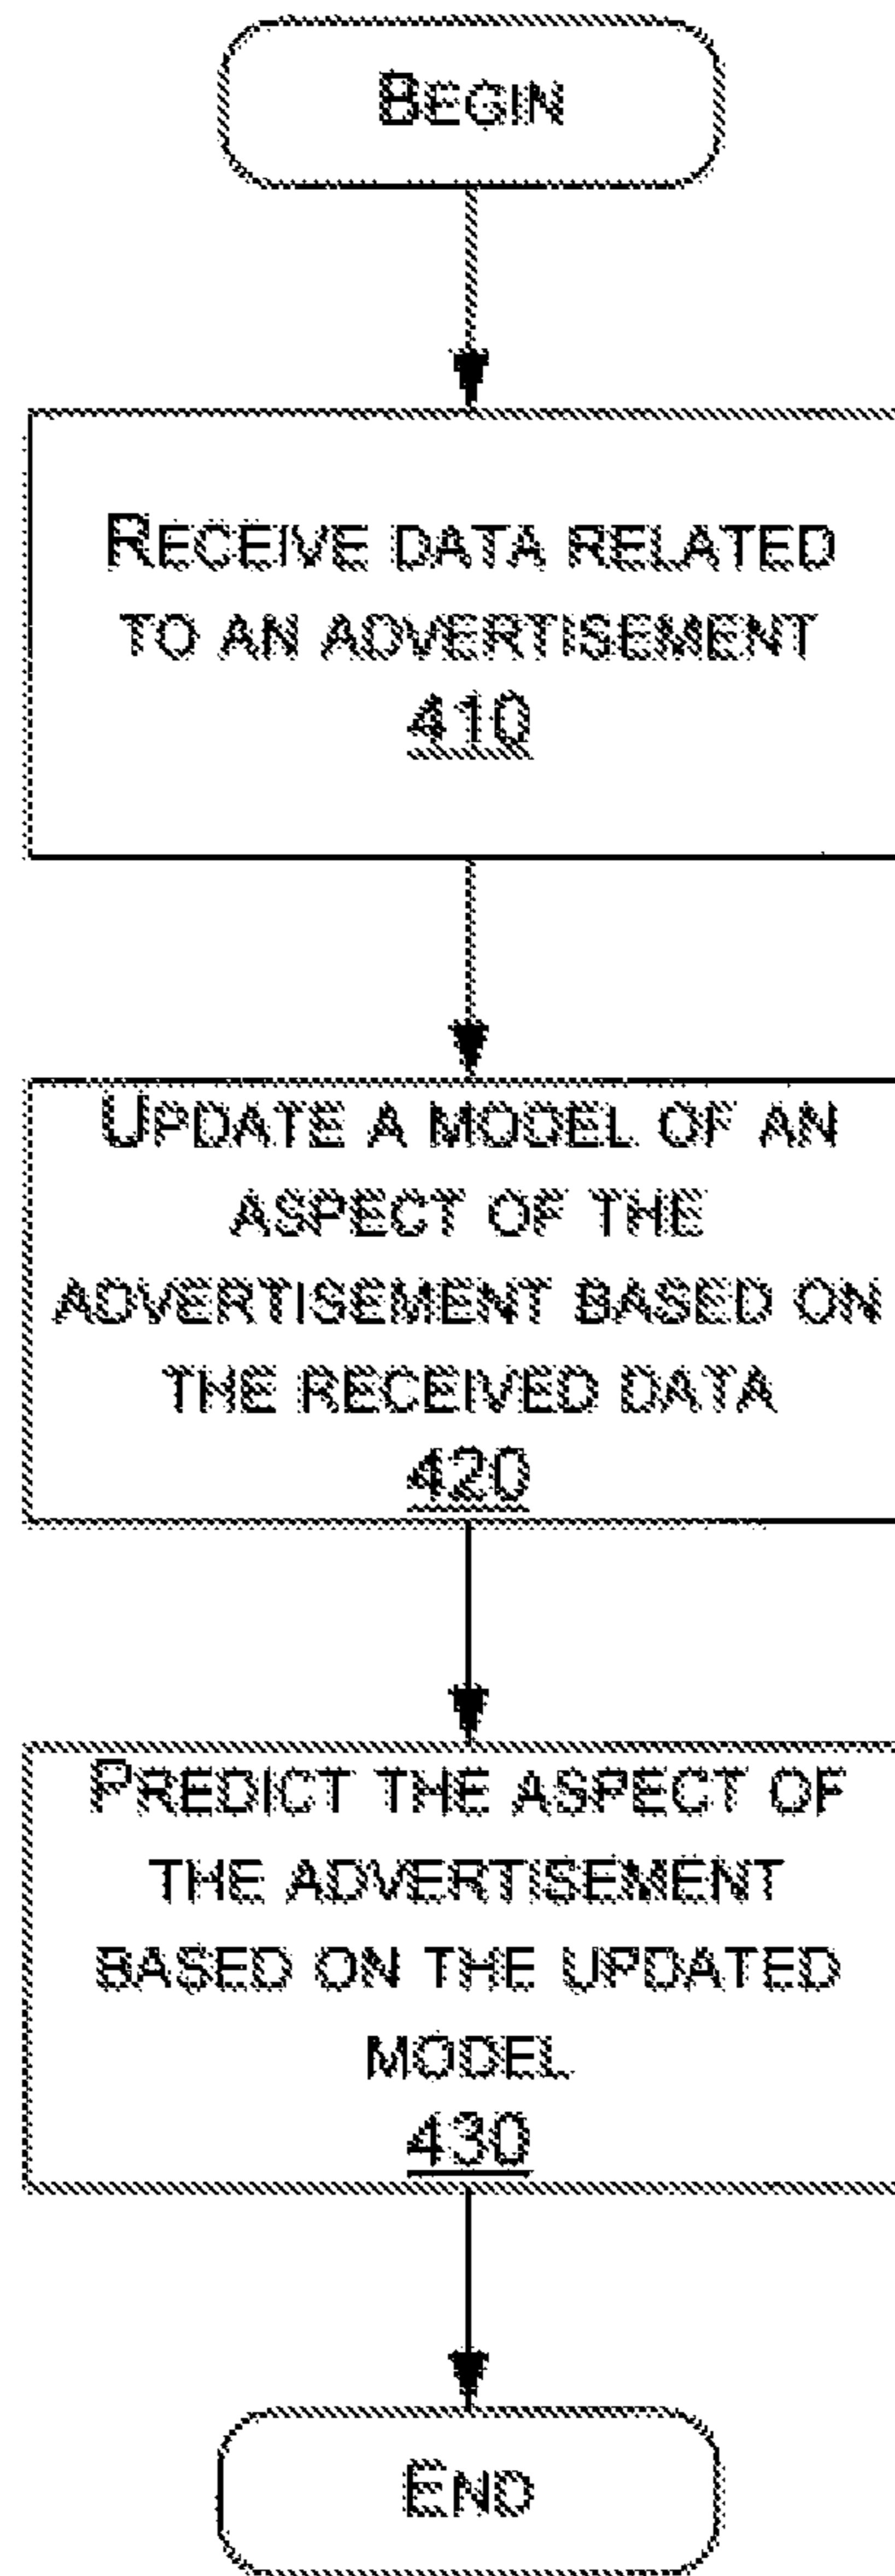 BEGIN
RECEIVE DATA RELATED
TO AN ADVERTISEMENT
410
UPDATE A MODEL OF AN
ASPECT OF THE
ADVERTISEMENT BASED ON
THE RECEIVED DATA
420
PREDICT THE ASPECT OF
THE ADVERTISEMENT
BASED ON THE UPDATED
MODEL
430
END